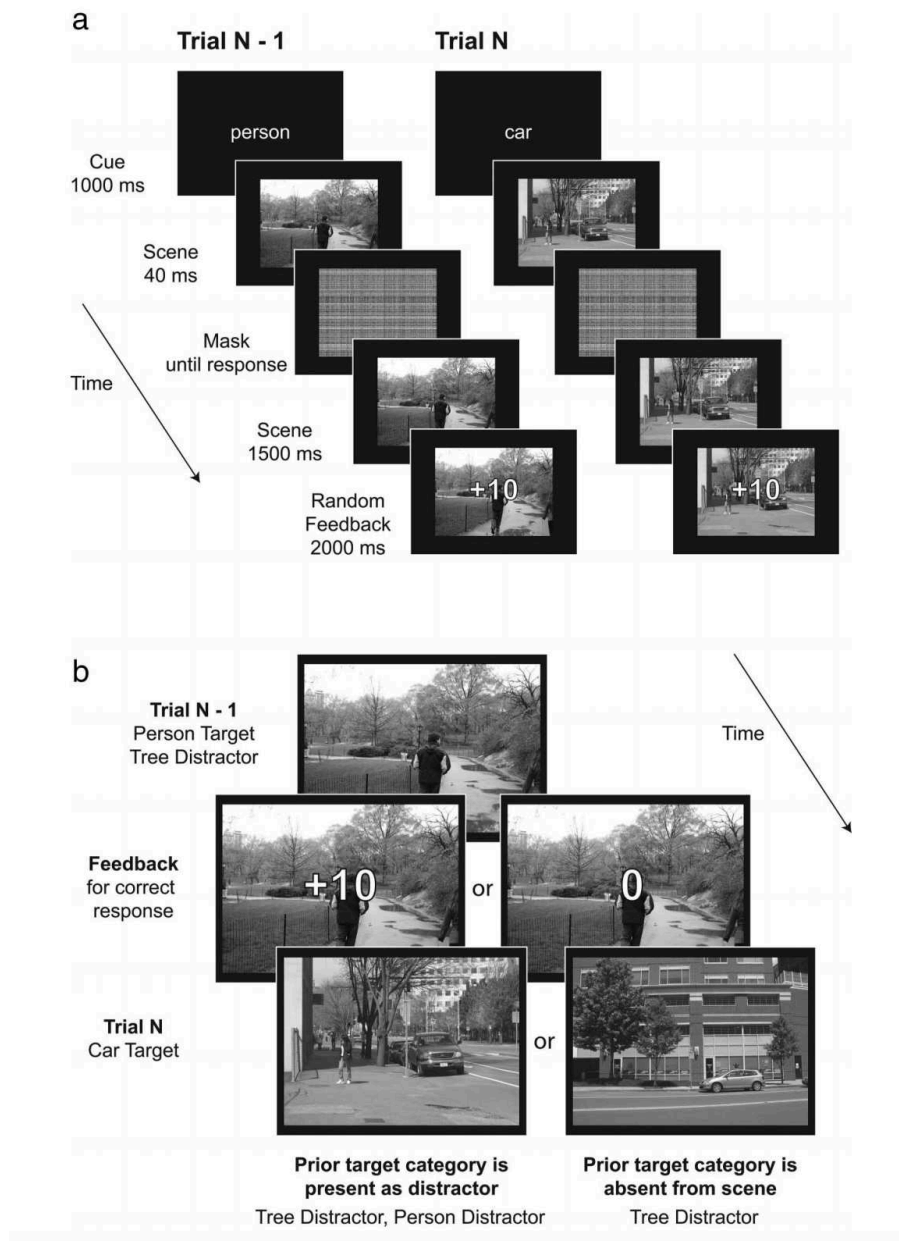 a
Trial N - 1
Trial N
person
car
Cue
1000 ms
Scene
40 ms
Mask
until response
Time
Scene
1500 ms
+10
+10
Random
Feedback
2000 ms
b
Trial N - 1
Person Target
Tree Distractor
Time
Feedback
for correct
response
+10
or
0
Trial N
Car Target
or
Prior target category is
present as distractor
Tree Distractor, Person Distractor
Prior target category is
absent from scene
Tree Distractor